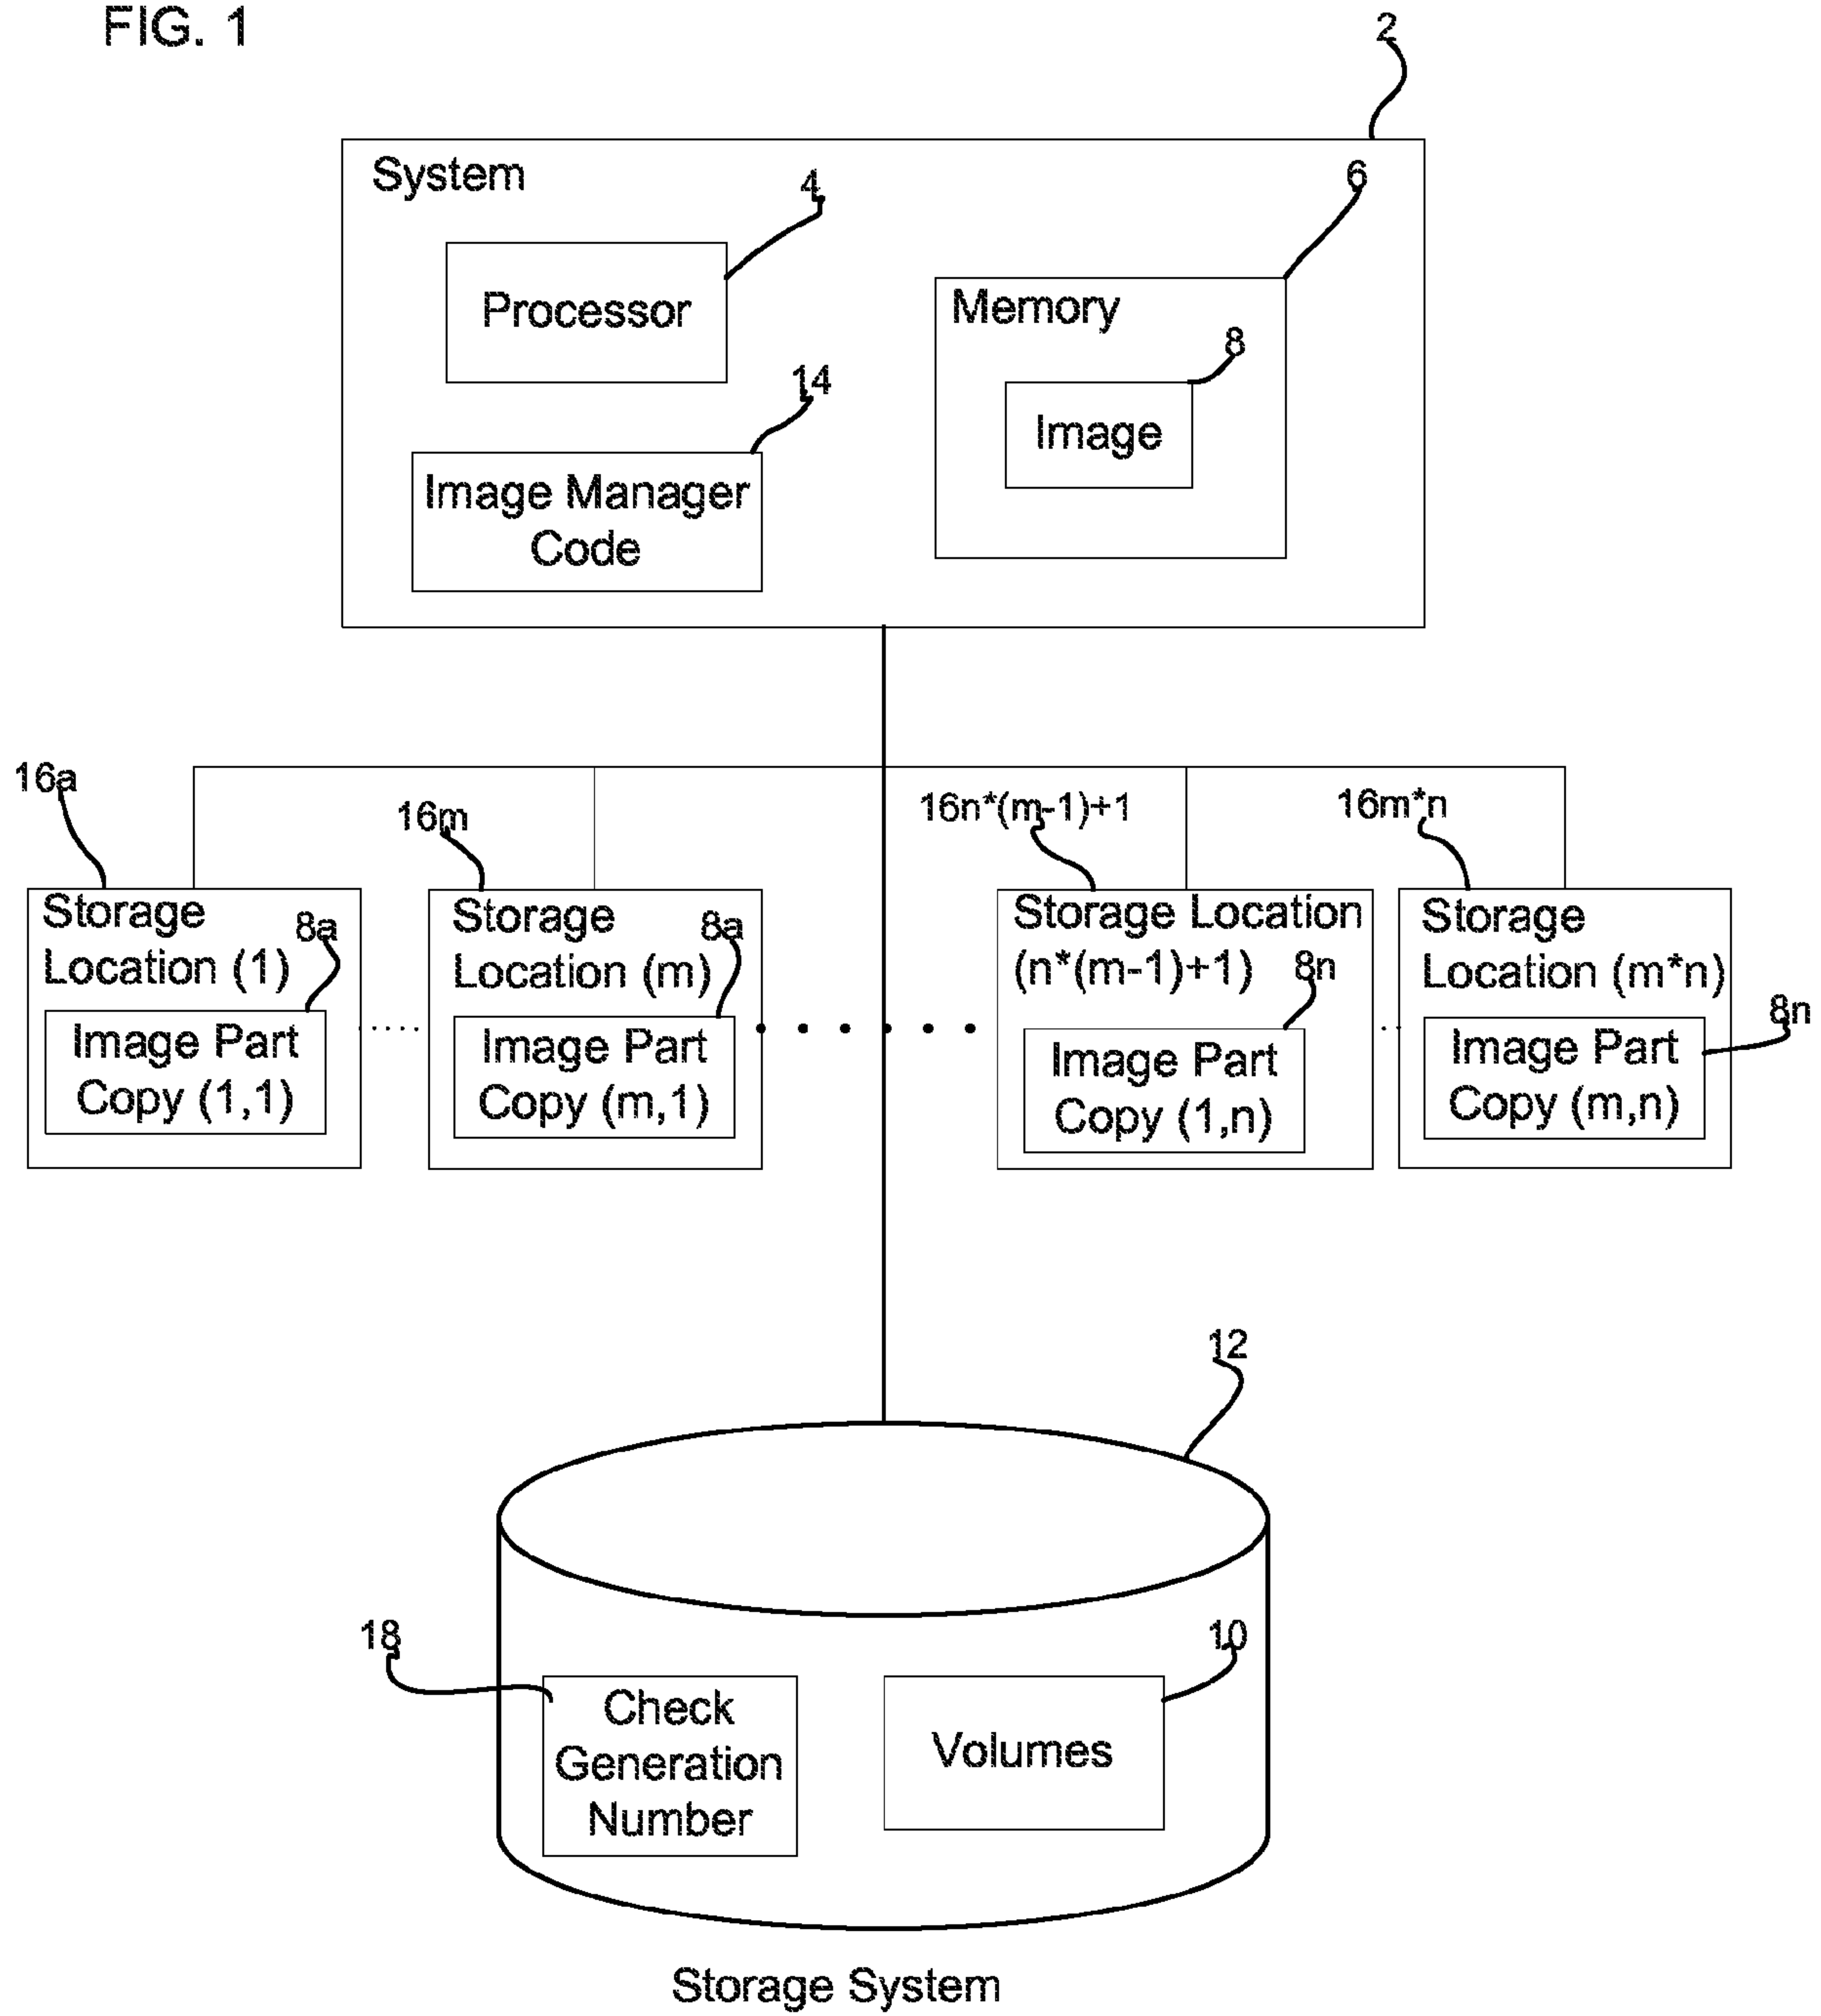 FIG. 1
2
System
4
6
Processor
Memory
8
14
Image
Image Manager
Code
16a
16m
16n*(m-1)+1
16m*n
Storage
Location (1)
8a
Image Part
Copy (1,1)
Storage
Location (m)
8a
Image Part
Copy (m,1)
Storage Location
(n*(m-1)+1)
8n
Image Part
Copy (1,n)
Storage
Location (m*n)
8n
Image Part
Copy (m,n)
12
18
10
Check
Generation
Number
Volumes
Storage System